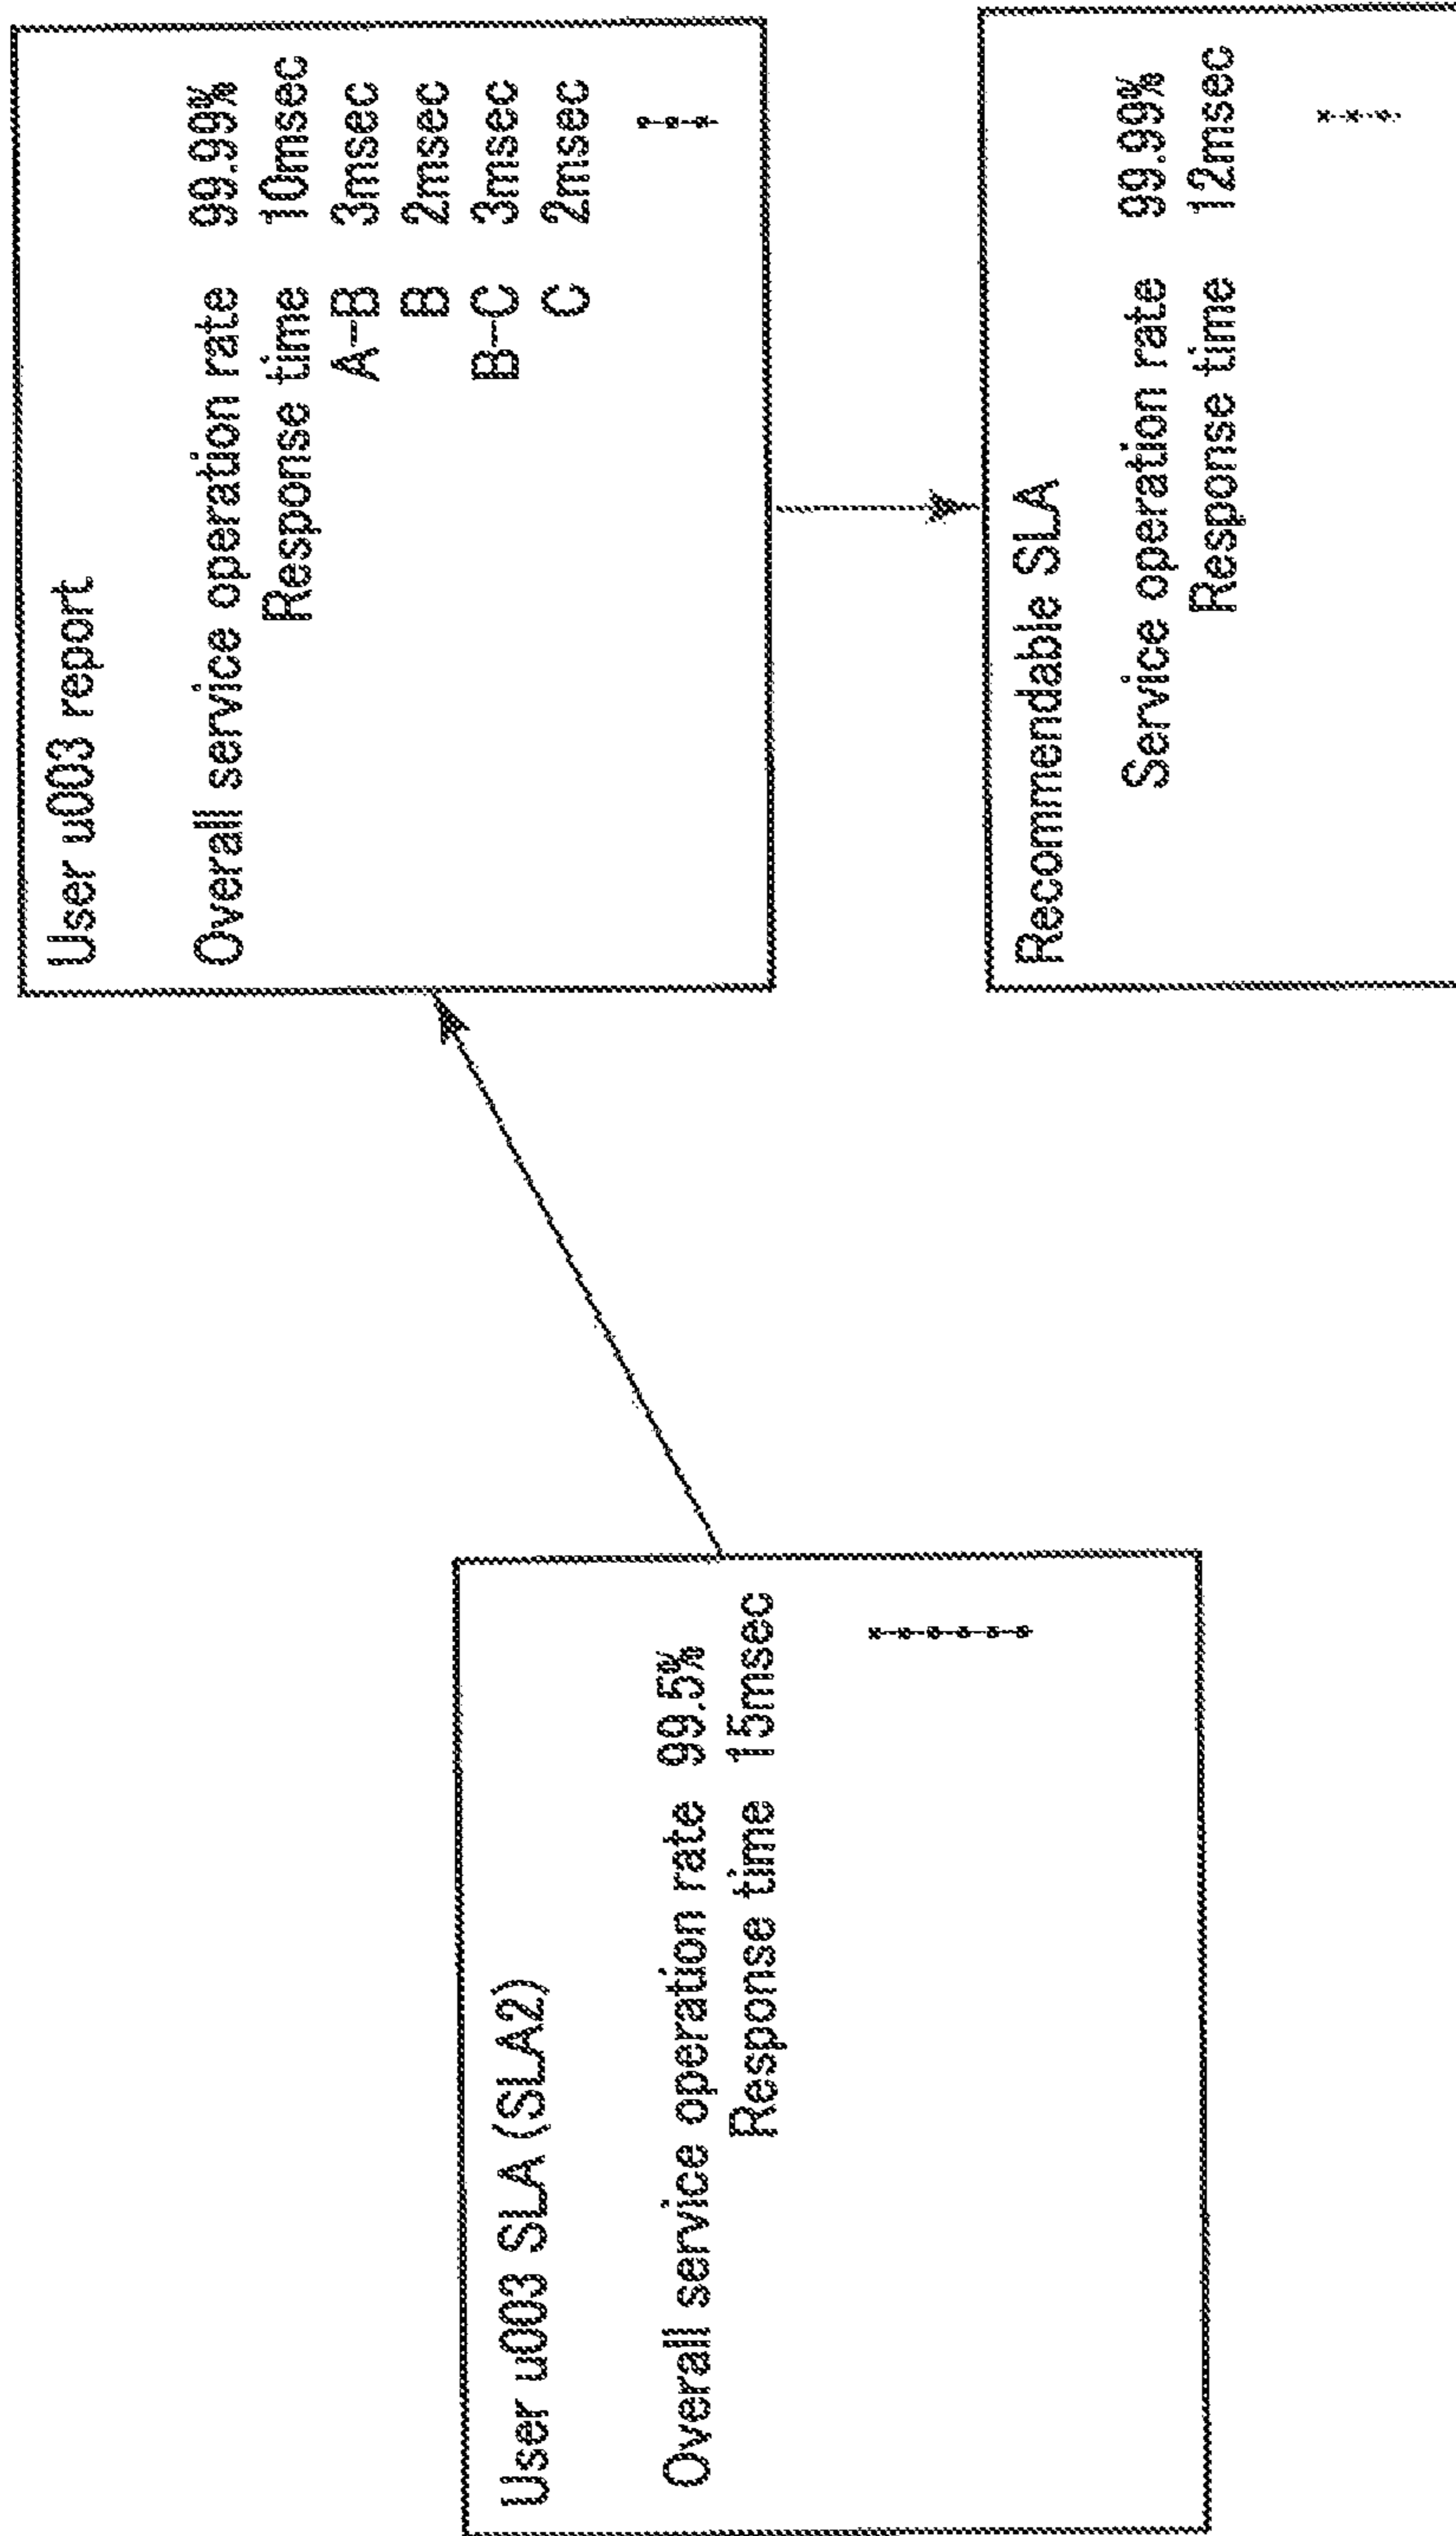 User u003 SLA (SLA2)
Overall service operation rate 99.5%
Response time 15msec
User u003 report
Overall service operation rate 99.99%
Response time 10msec
A-B 3msec
B 2msec
B-C 3msec
C 2msec
Recommendable SLA
Service operation rate 99.99%
Response time 12msec